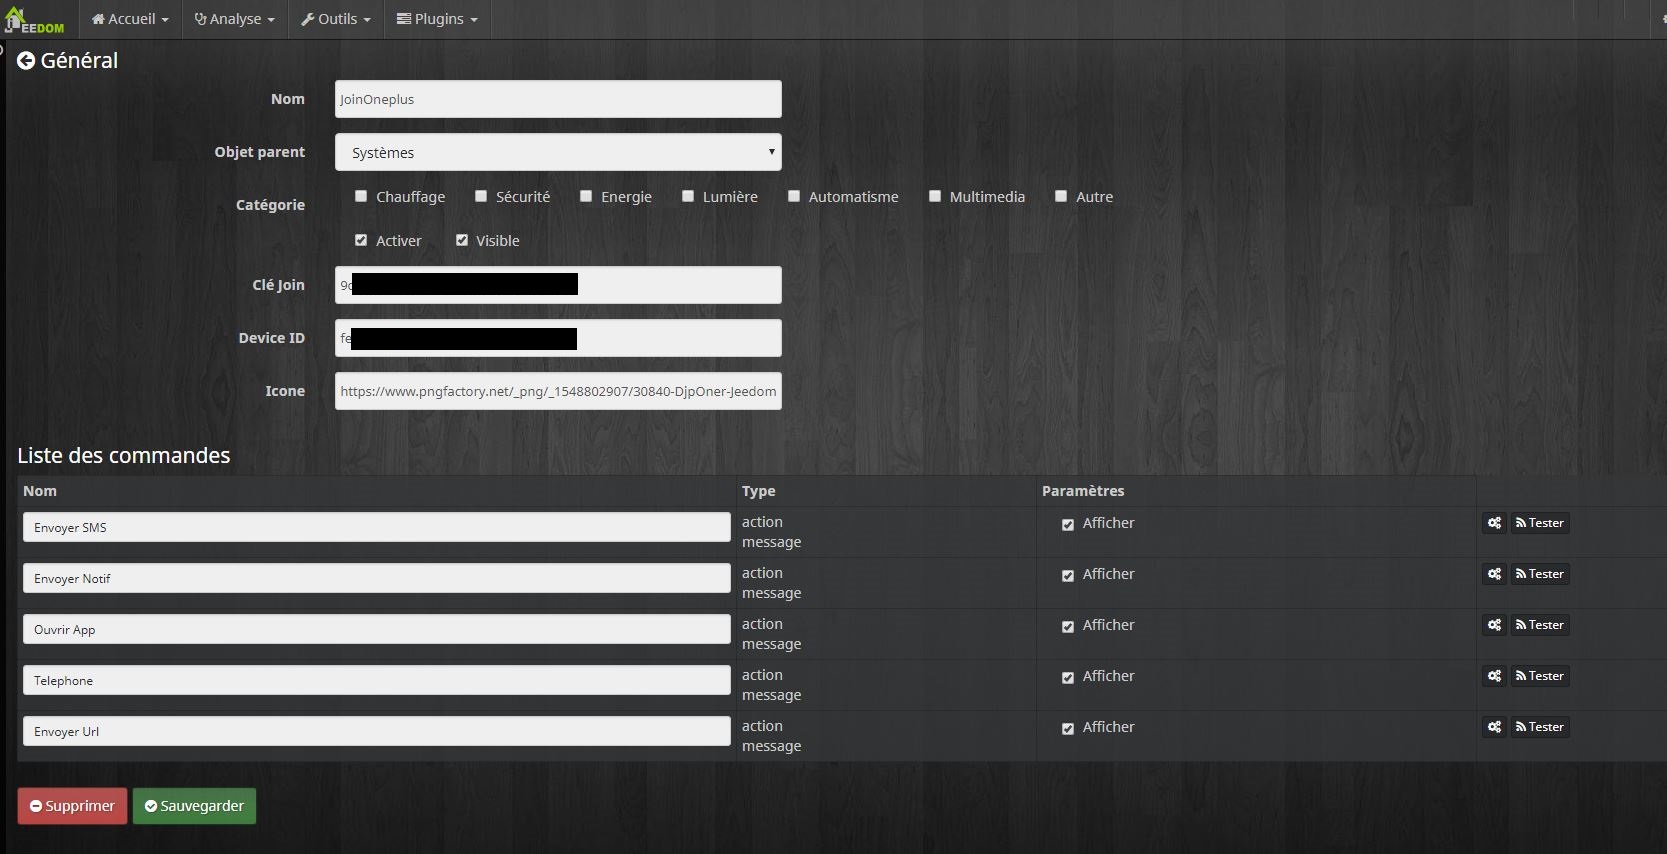 JEEDOM Accueil Analyse Outils Plugins
Général
Nom JoinOneplus
Objet parent Systèmes
Catégorie Chauffage Sécurité Energie Lumière Automatisme Multimedia Autre
Activer Visible
Clé Join 9c
Device ID fe
Icone https://www.pngfactory.net/_png/_1548802907/30840-DjpOner-Jeedom
Liste des commandes
Nom Type Paramètres
Envoyer SMS action Afficher Tester
message
Envoyer Notif action Afficher Tester
message
Ouvrir App action Afficher Tester
message
Telephone action Afficher Tester
message
Envoyer Url action Afficher Tester
message
Supprimer Sauvegarder